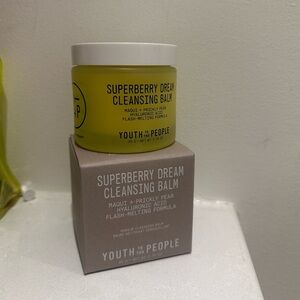 SUPERBERRY DREAM
CLEANSING BALM
MAQUI + PRICKLY PEAR
HYALURONIC ACID
FLASH-MELTING FORMULA
YOUTH TO THE PEOPLE
SUPERBERRY DREAM
CLEANSING BALM
MAQUI + PRICKLY PEAR
HYALURONIC ACID
FLASH-MELTING FORMULA
YOUTH TO THE PEOPLE